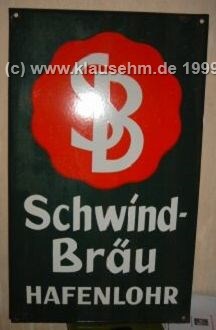 (c) www.klausehm.de 1999
SB
Schwind-
Bräu
HAFENLOHR